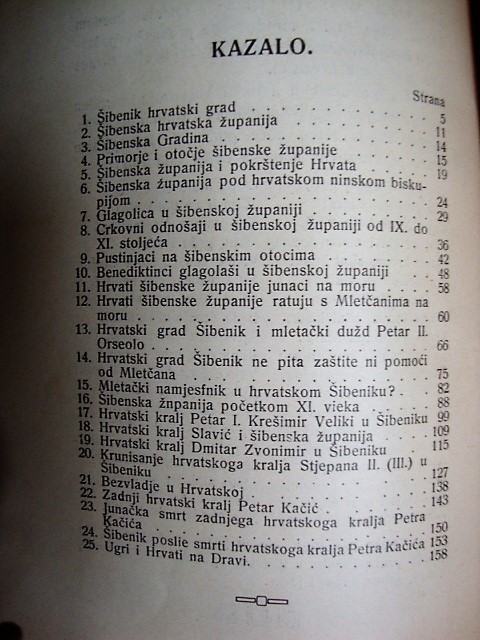 KAZALO.
Strana
1. Šibenik hrvatski grad . . . . . . . . . . 5
2. Šibenska hrvatska županija . . . . . . . . 11
3. Šibenska Gradina . . . . . . . . . . . 14
4. Primorje i otočje šibenske županije . . . . . . 15
5. Šibenska županija i pokrštenje Hrvata . . . . . 19
6. Šibenska županija pod hrvatskom ninskom bisku-
pijom . . . . . . . . . . . . . . 24
7. Glagolica u šibenskoj županiji . . . . . . . 29
8. Crkovni odnošaji u šibenskoj županiji od IX. do
XI. stoljeća . . . . . . . . . . . . 36
9. Pustinjaci na šibenskim otocima . . . . . . 42
10. Benediktinci glagolaši u šibenskoj županiji . . . 48
11. Hrvati šibenske županije junaci na moru . . . . 58
12. Hrvati šibenske županije ratuju s Mletčanima na
moru . . . . . . . . . . . . . . 60
13. Hrvatski grad Šibenik i mletački dužd Petar II.
Orseolo . . . . . . . . . . . . . 66
14. Hrvatski grad Šibenik ne pita zaštite ni pomoći
od Mletčana . . . . . . . . . . . . 75
15. Mletački namjesfnik u hrvatskom Šibeniku? . . 82
16. Šibenska žnpanija početkom XI. vieka . . . . 88
17. Hrvatski kralj Petar I. Krešimir Veliki u Šibeniku 99
18. Hrvatski kralj Slavić i šibenska županija . . . 109
19. Hrvatski kralj Dmitar Zvonimir u Šibeniku . . 115
20. Krunisanje hrvatskoga kralja Stjepana II. (III.) u
Šibeniku . . . . . . . . . . . . . 127
21. Bezvladje u Hrvatskoj . . . . . . . . . 138
22. Zadnji hrvatski kralj Petar Kačić . . . . . . 143
23. Junačka smrt zadnjega hrvatskoga kralja Petra
Kačića . . . . . . . . . . . . . . 150
24. Šibenik poslie smrti hrvatskoga kralja Petra Kačića 153
25. Ugri i Hrvati na Dravi. . . . . . . . . . 158